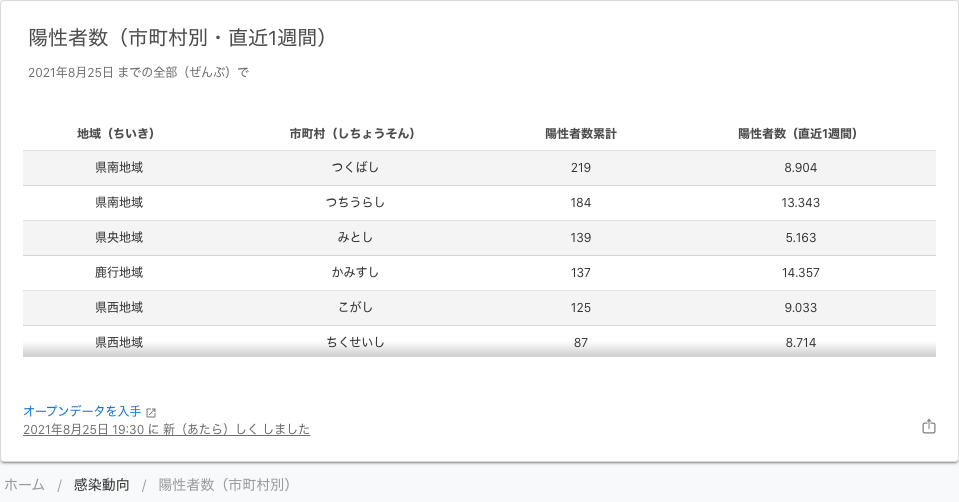 陽性者数（市町村別・直近1週間）
2021年8月25日 までの全部（ぜんぶ）で
地域（ちいき） 市町村（しちょうそん） 陽性者数累計 陽性者数（直近1週間）
県南地域 つくばし 219 8.904
県南地域 つちうらし 184 13.343
県央地域 みとし 139 5.163
鹿行地域 かみすし 137 14.357
県西地域 こがし 125 9.033
県西地域 ちくせいし 87 8.714
オープンデータを入手
2021年8月25日 19:30 に 新（あたら）しく しました
ホーム / 感染動向 / 陽性者数（市町村別）